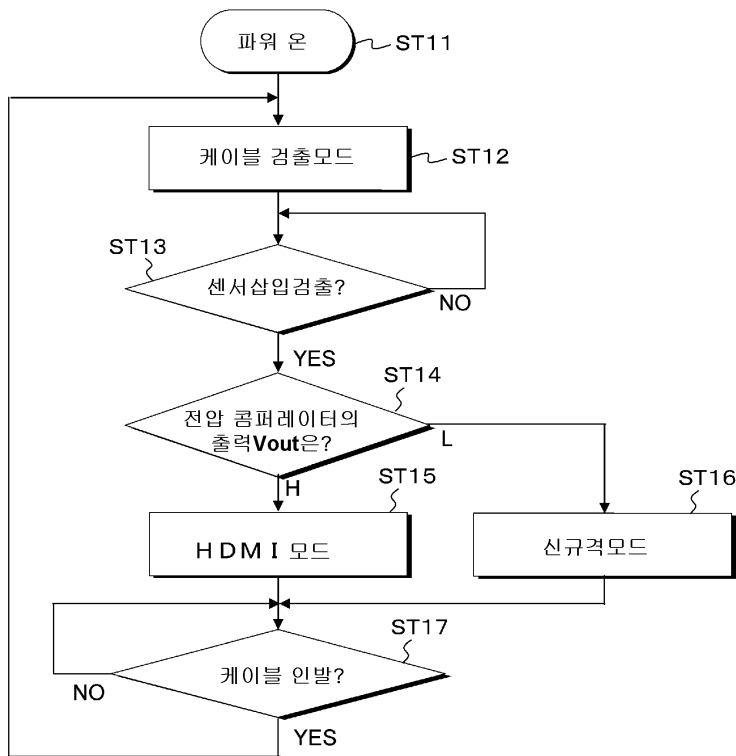 파워 온
ST11
케이블 검출모드
ST12
ST13
센서삽입검출?
NO
YES
ST14
전압 콤퍼레이터의
출력Vout은?
L
H
ST15
HDMI 모드
ST16
신규격모드
ST17
케이블 인발?
NO
YES